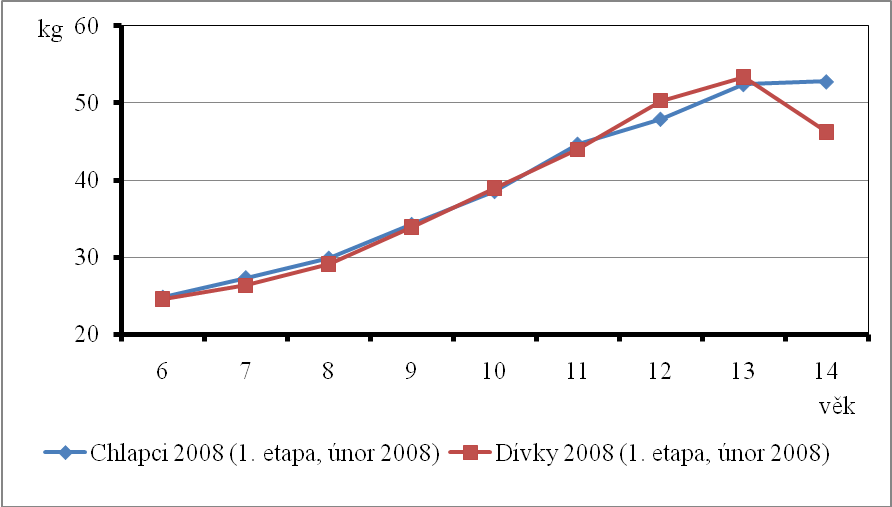 kg
60
50
40
30
20
6 7 8 9 10 11 12 13 14
věk
Chlapci 2008 (1. etapa, únor 2008) Dívky 2008 (1. etapa, únor 2008)